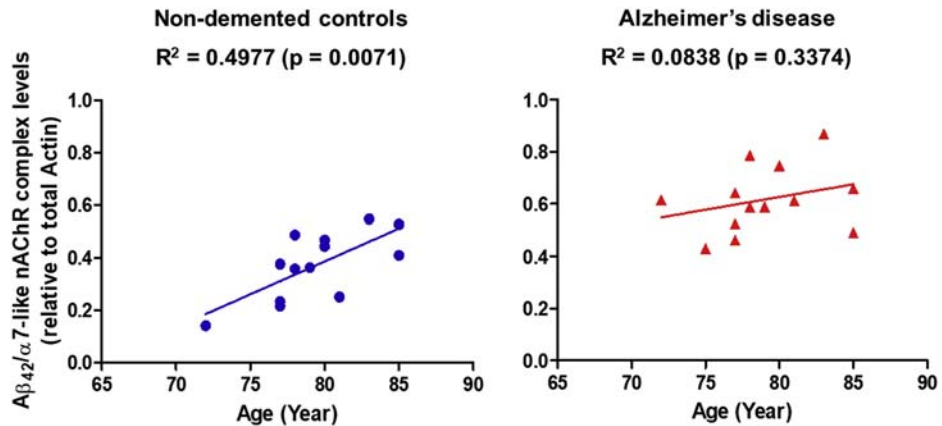 Non-demented controls
R² = 0.4977 (p = 0.0071)
Aβ₄₂/α7-like nAChR complex levels
(relative to total Actin)
1.0
0.8
0.6
0.4
0.2
0.0
65 70 75 80 85 90
Age (Year)
Alzheimer's disease
R² = 0.0838 (p = 0.3374)
1.0
0.8
0.6
0.4
0.2
0.0
65 70 75 80 85 90
Age (Year)